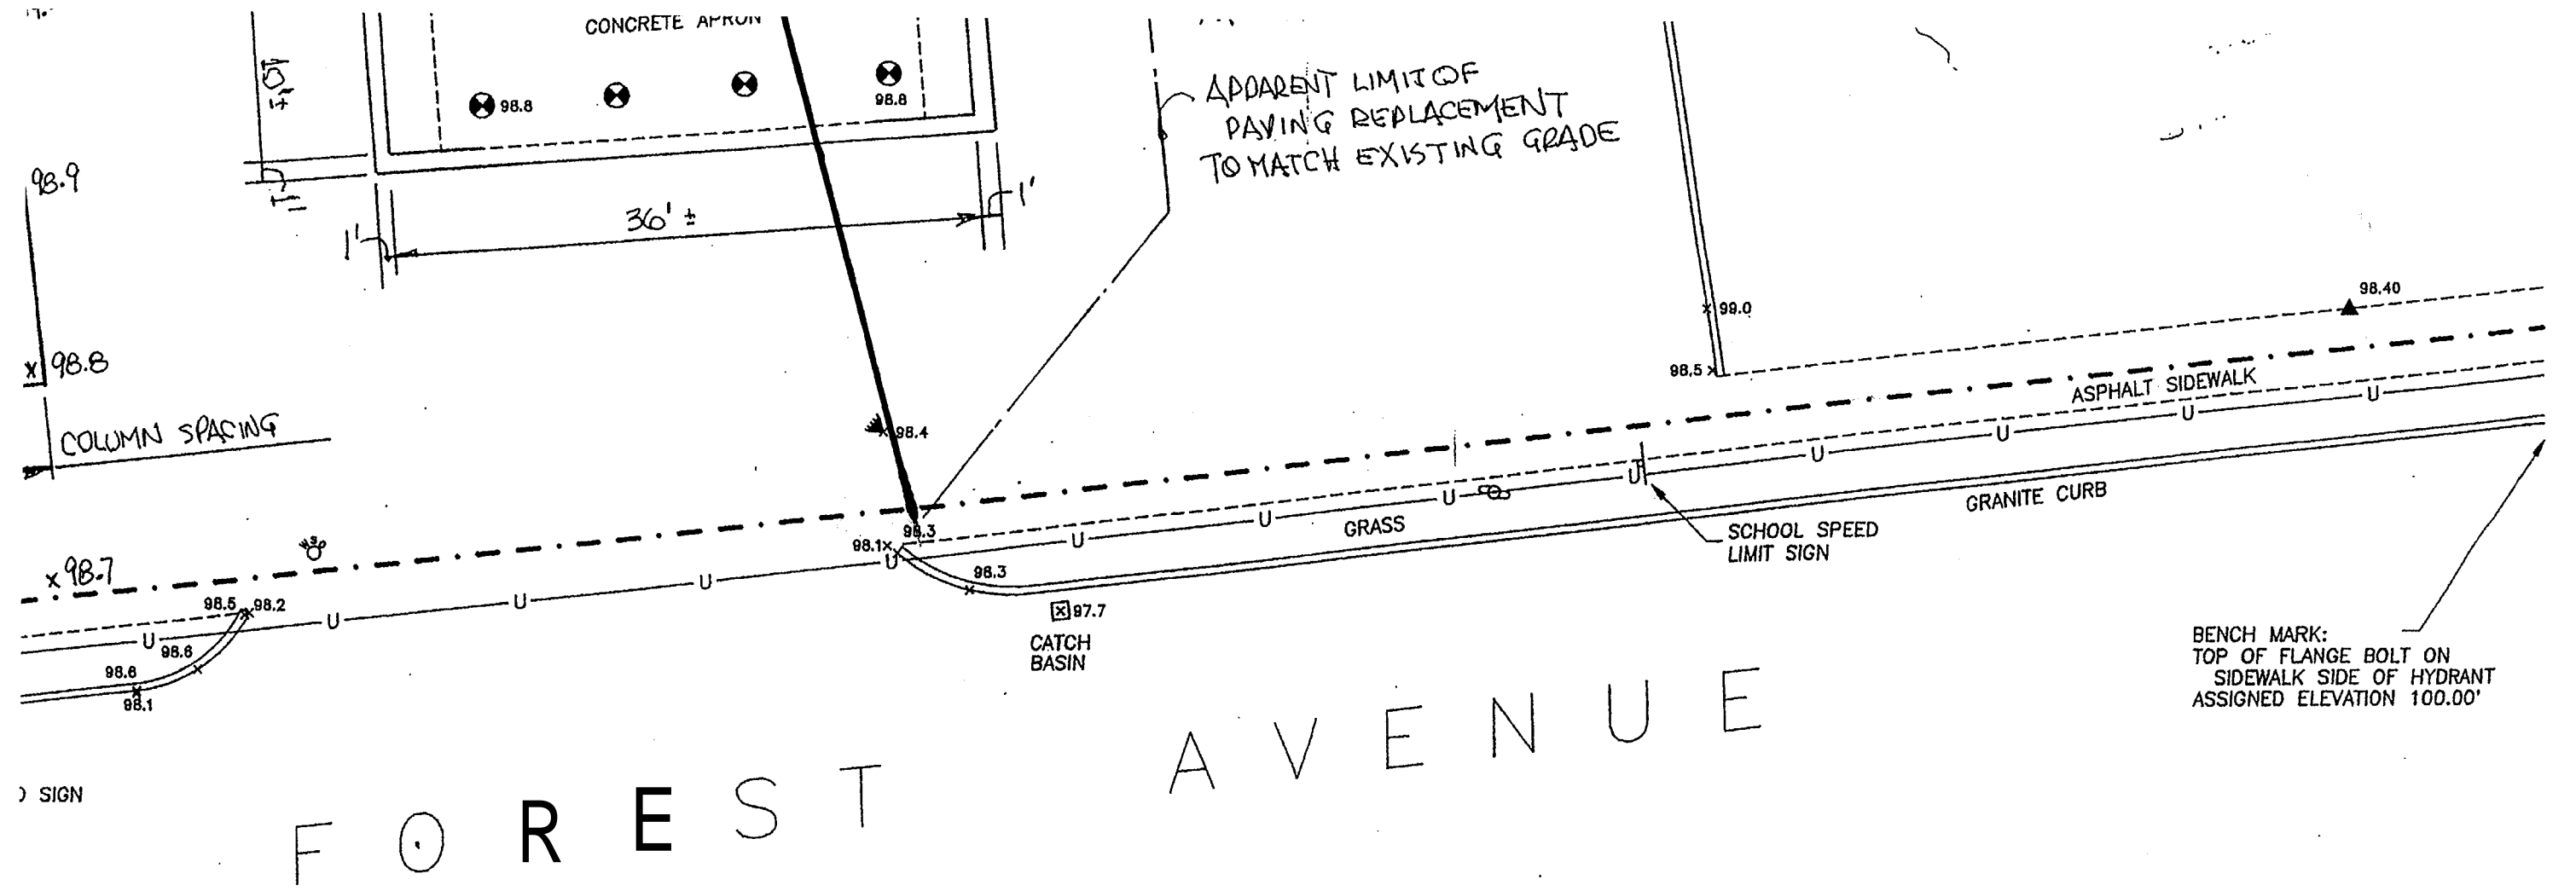 CONCRETE APRON
98.8
98.8
APPARENT LIMIT OF
PAVING REPLACEMENT
TO MATCH EXISTING GRADE
98.9
1'
36' ±
1'
98.8
COLUMN SPACING
98.40
99.0
98.5
ASPHALT SIDEWALK
98.4
98.3
98.1
U U U U U U U U U U U U U
GRASS
GRANITE CURB
SCHOOL SPEED
LIMIT SIGN
98.7
WSO
98.5
98.2
98.6
98.6
98.1
98.3
97.7
CATCH
BASIN
BENCH MARK:
TOP OF FLANGE BOLT ON
SIDEWALK SIDE OF HYDRANT
ASSIGNED ELEVATION 100.00'
SIGN
FOREST AVENUE